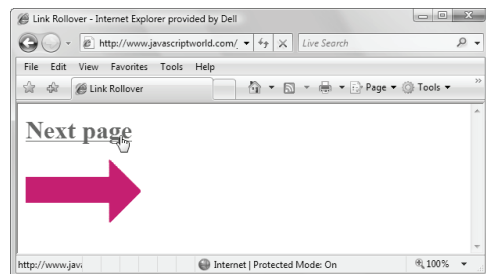 Link Rollover - Internet Explorer provided by Dell
http://www.javascriptworld.com/ Live Search
File Edit View Favorites Tools Help
Link Rollover Page Tools »
Next page
http://www.java Internet | Protected Mode: On 100%